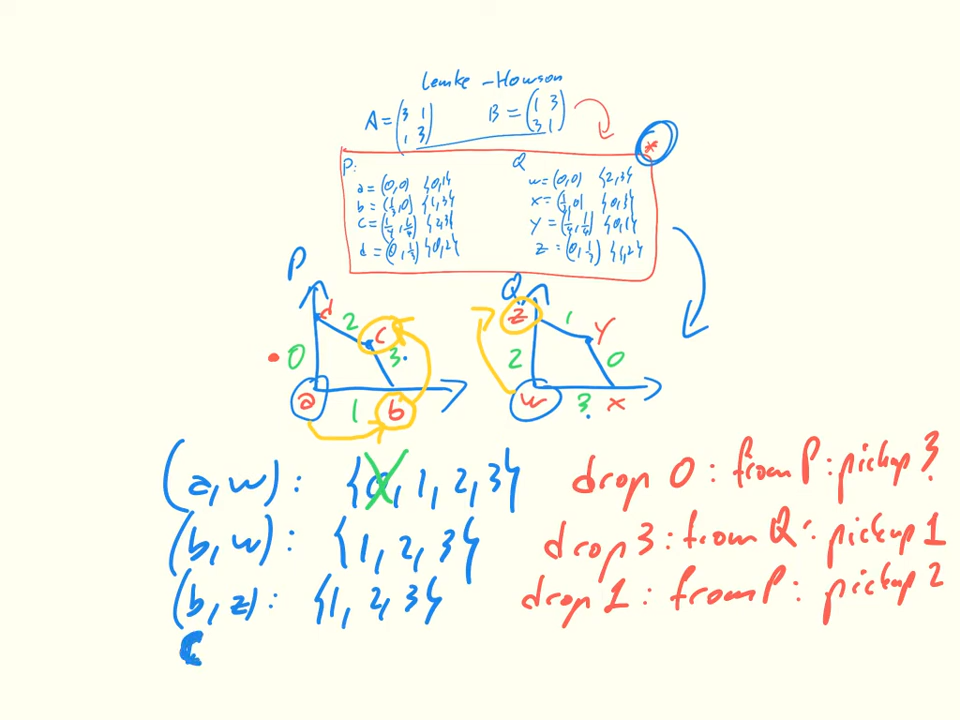 Lemke - Howson
A = (3 1 B = (1 3
1 3) 3 1)
P: Q *
a = (0,0) {0,1} w = (0,0) {2,3}
b = (1/3,0) {1,3} x = (1/3,0) {0,3}
c = (1/4,1/4) {2,3} y = (1/4,1/4) {0,1}
d = (0,1/3) {0,2} z = (0,1/3) {1,2}
P Q
d 2 c z 1 y
0 3 2 0
a 1 b w 3 x
(a,w): {0,1,2,3} drop 0: from P: pickup 3
(b,w): {1,2,3} drop 3: from Q: pickup 1
(b,z): {1,2,3} drop 1: from P: pickup 2
(